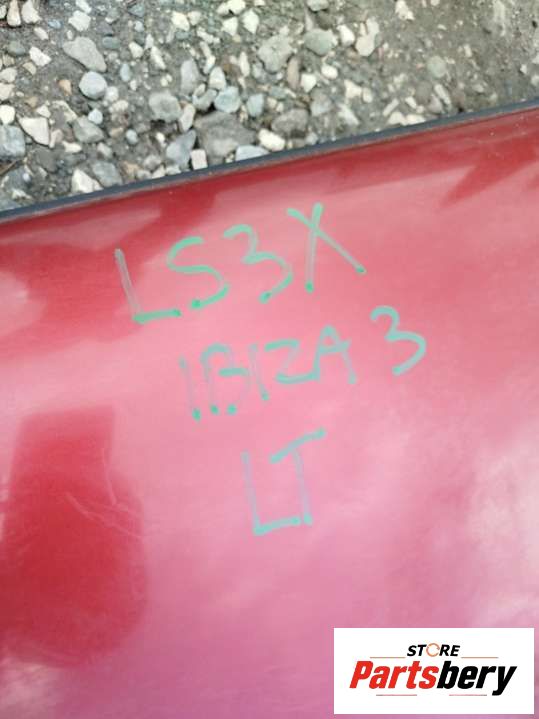 LS3X
IBIZA 3
LT
STORE
Partsbery